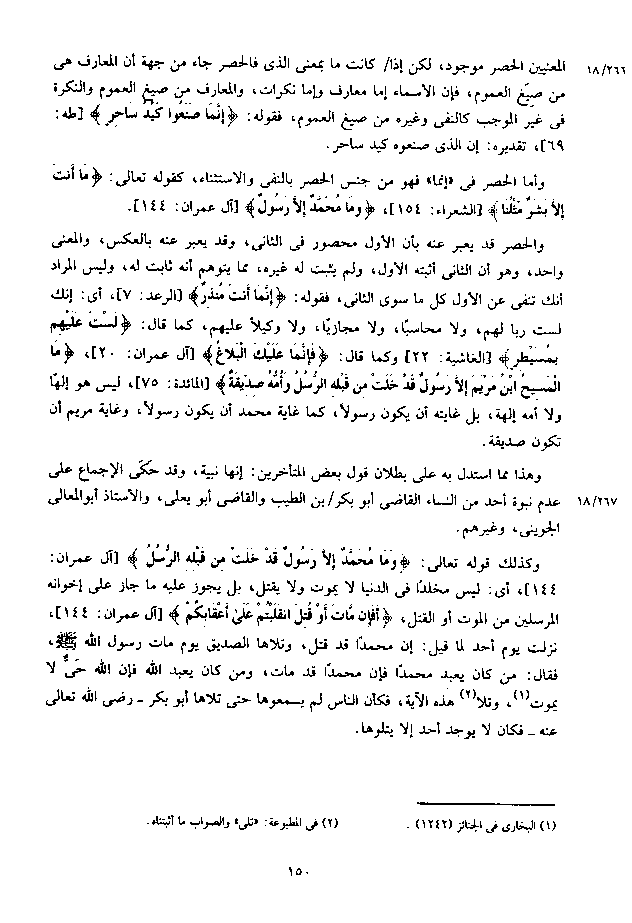 ١٨/٢٦٦ المعنيين الحصر موجود، لكن إذا/ كانت ما بمعنى الذى فالحصر جاء من جهة أن المعارف هى
من صيغ العموم، فإن الأسماء إما معارف وإما نكرات، والمعارف من صيغ العموم والنكرة
فى غير الموجب كالنفى وغيره من صيغ العموم، فقوله: ﴿إِنَّمَا صَنَعُوا كَيْدُ سَاحِرٍ﴾ [طه:
٦٩]، تقديره: إن الذى صنعوه كيد ساحر.
وأما الحصر فى «إنما» فهو من جنس الحصر بالنفى والاستثناء، كقوله تعالى: ﴿مَا أَنتَ
إِلاَّ بَشَرٌ مِّثْلُنَا﴾ [الشعراء: ١٥٤]، ﴿وَمَا مُحَمَّدٌ إِلاَّ رَسُولٌ﴾ [آل عمران: ١٤٤].
والحصر قد يعبر عنه بأن الأول محصور فى الثانى، وقد يعبر عنه بالعكس، والمعنى
واحد، وهو أن الثانى أثبته الأول، ولم يثبت له غيره، مما يتوهم أنه ثابت له، وليس المراد
أنك تنفى عن الأول كل ما سوى الثانى، فقوله: ﴿إِنَّمَا أَنتَ مُنذِرٌ﴾ [الرعد: ٧]، أى: إنك
لست ربا لهم، ولا محاسبًا، ولا مجازيًا، ولا وكيلاً عليهم، كما قال: ﴿لَسْتَ عَلَيْهِم
بِمُسَيْطِرٍ﴾ [الغاشية: ٢٢] وكما قال: ﴿فَإِنَّمَا عَلَيْكَ الْبَلاغُ﴾ [آل عمران: ٢٠]، ﴿مَا
الْمَسِيحُ ابْنُ مَرْيَمَ إِلاَّ رَسُولٌ قَدْ خَلَتْ مِن قَبْلِهِ الرُّسُلُ وَأُمُّهُ صِدِّيقَةٌ﴾ [المائدة: ٧٥]، ليس هو إلهًا
ولا أمه إلهة، بل غايته أن يكون رسولاً، كما غاية محمد أن يكون رسولاً، وغاية مريم أن
تكون صديقة.
وهذا مما استدل به على بطلان قول بعض المتأخرين: إنها نبية، وقد حكَى الإجماع على
١٨/٢٦٧ عدم نبوة أحد من النساء القاضى أبو بكر/ بن الطيب والقاضى أبو يعلى، والأستاذ أبوالمعالى
الجوينى، وغيرهم.
وكذلك قوله تعالى: ﴿وَمَا مُحَمَّدٌ إِلاَّ رَسُولٌ قَدْ خَلَتْ مِن قَبْلِهِ الرُّسُلُ﴾ [آل عمران:
١٤٤]، أى: ليس مخلدًا فى الدنيا لا يموت ولا يقتل، بل يجوز عليه ما جاز على إخوانه
المرسلين من الموت أو القتل، ﴿أَفَإِن مَّاتَ أَوْ قُتِلَ انقَلَبْتُمْ عَلَىٰ أَعْقَابِكُمْ﴾ [آل عمران: ١٤٤]،
نزلت يوم أحد لما قيل: إن محمدًا قد قتل، وتلاها الصديق يوم مات رسول الله ﷺ،
فقال: من كان يعبد محمدًا فإن محمدًا قد مات، ومن كان يعبد الله فإن الله حَىٌّ لا
يموت(١)، وتلا(٢) هذه الآية، فكأن الناس لم يسمعوها حتى تلاها أبو بكر ـ رضى الله تعالى
عنه ـ فكان لا يوجد أحد إلا يتلوها.
(١) البخارى فى الجنائز (١٢٤٢). (٢) فى المطبوعة: «تلى» والصواب ما أثبتناه.
١٥٠